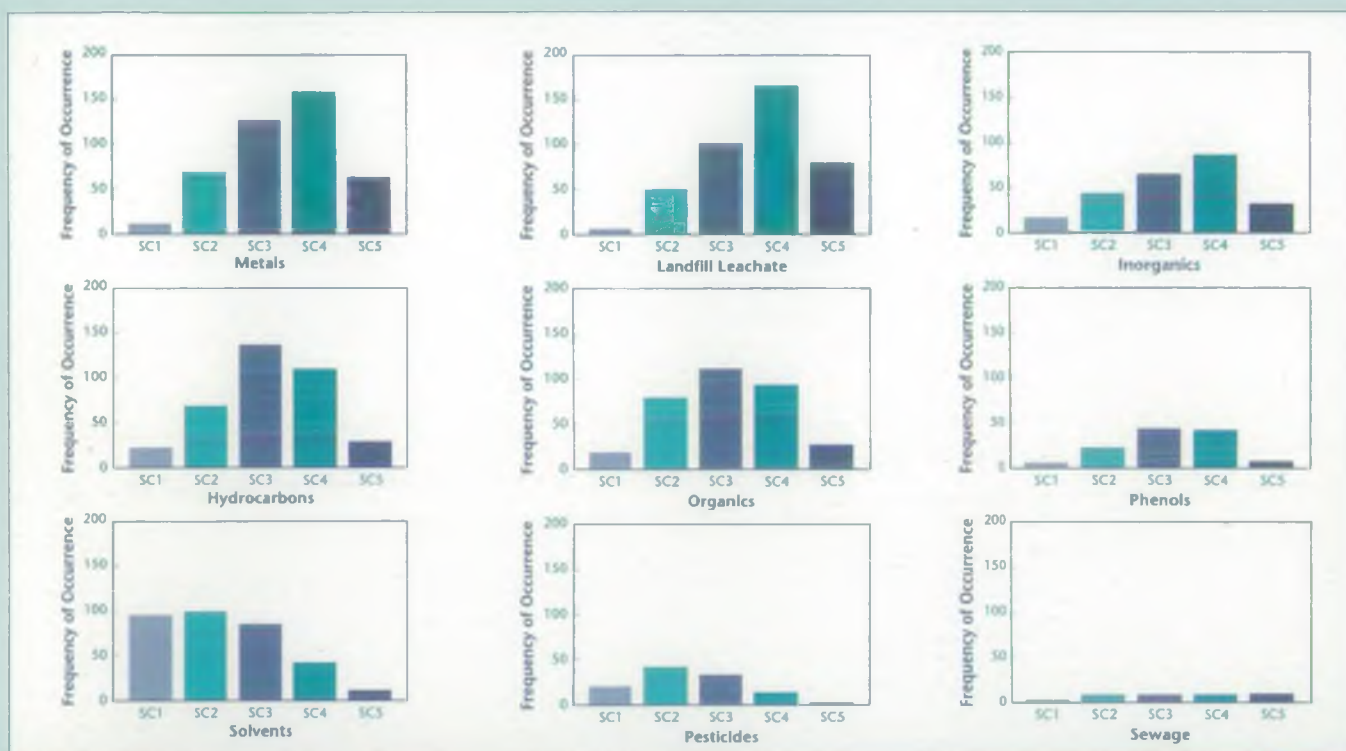 Frequency of Occurrence
200
150
100
50
0
SC1 SC2 SC3 SC4 SC5
Metals
Frequency of Occurrence
200
150
100
50
0
SC1 SC2 SC3 SC4 SC5
Landfill Leachate
Frequency of Occurrence
200
150
100
50
0
SC1 SC2 SC3 SC4 SC5
Inorganics
Frequency of Occurrence
200
150
100
50
0
SC1 SC2 SC3 SC4 SC5
Hydrocarbons
Frequency of Occurrence
200
150
100
50
0
SC1 SC2 SC3 SC4 SC5
Organics
Frequency of Occurrence
200
150
100
50
0
SC1 SC2 SC3 SC4 SC5
Phenols
Frequency of Occurrence
200
150
100
50
0
SC1 SC2 SC3 SC4 SC5
Solvents
Frequency of Occurrence
200
150
100
50
0
SC1 SC2 SC3 SC4 SC5
Pesticides
Frequency of Occurrence
200
150
100
50
0
SC1 SC2 SC3 SC4 SC5
Sewage